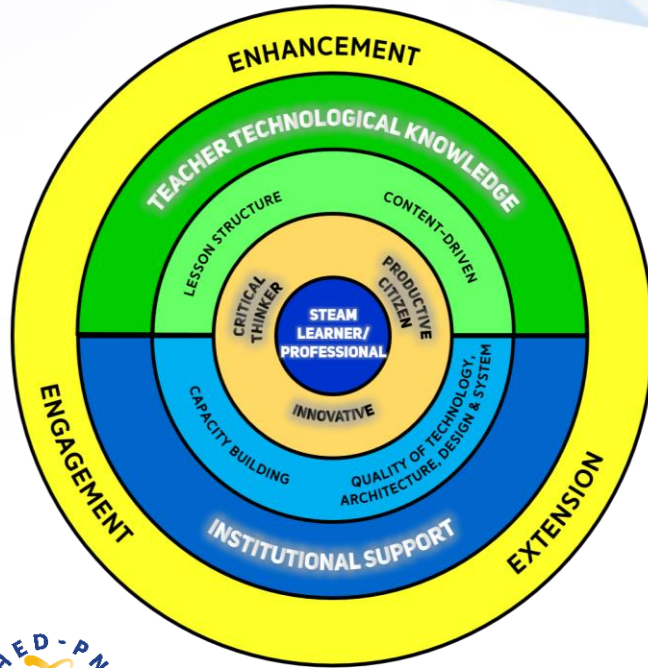 ENHANCEMENT
TEACHER TECHNOLOGICAL KNOWLEDGE
LESSON STRUCTURE
CONTENT-DRIVEN
CRITICAL
THINKER
PRODUCTIVE
CITIZEN
STEAM
LEARNER/
PROFESSIONAL
INNOVATIVE
CAPACITY BUILDING
QUALITY OF TECHNOLOGY,
ARCHITECTURE, DESIGN & SYSTEM
INSTITUTIONAL SUPPORT
ENGAGEMENT
EXTENSION